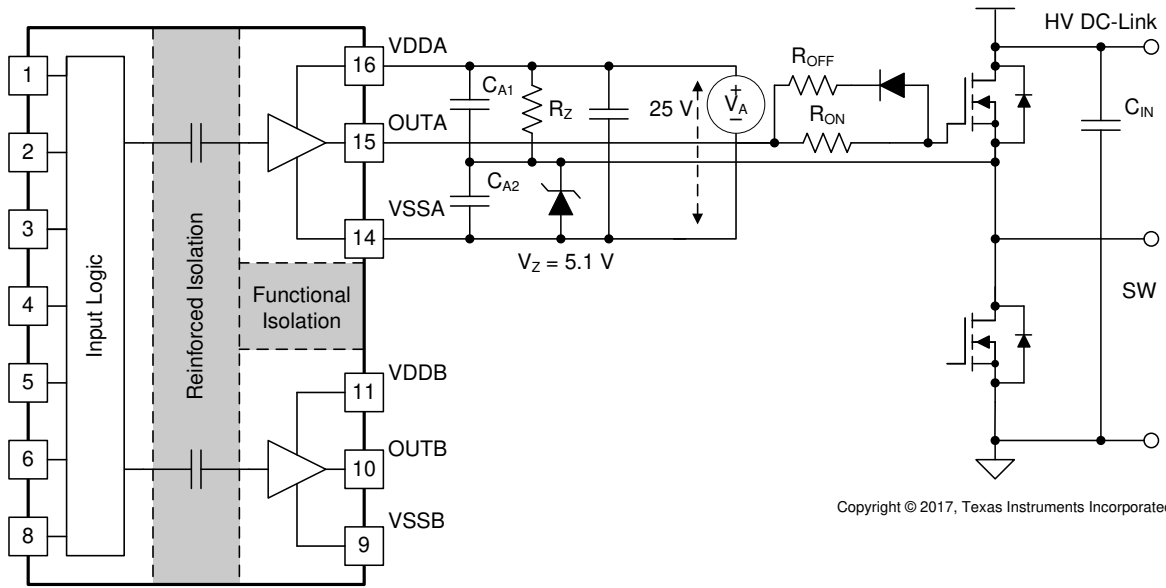 1
2
3
4
5
6
8
Input Logic
Reinforced Isolation
Functional
Isolation
16
15
14
11
10
9
VDDA
OUTA
VSSA
VDDB
OUTB
VSSB
CA1
CA2
RZ
VZ = 5.1 V
25 V
+
VA
–
ROFF
RON
HV DC-Link
CIN
SW
Copyright © 2017, Texas Instruments Incorporated